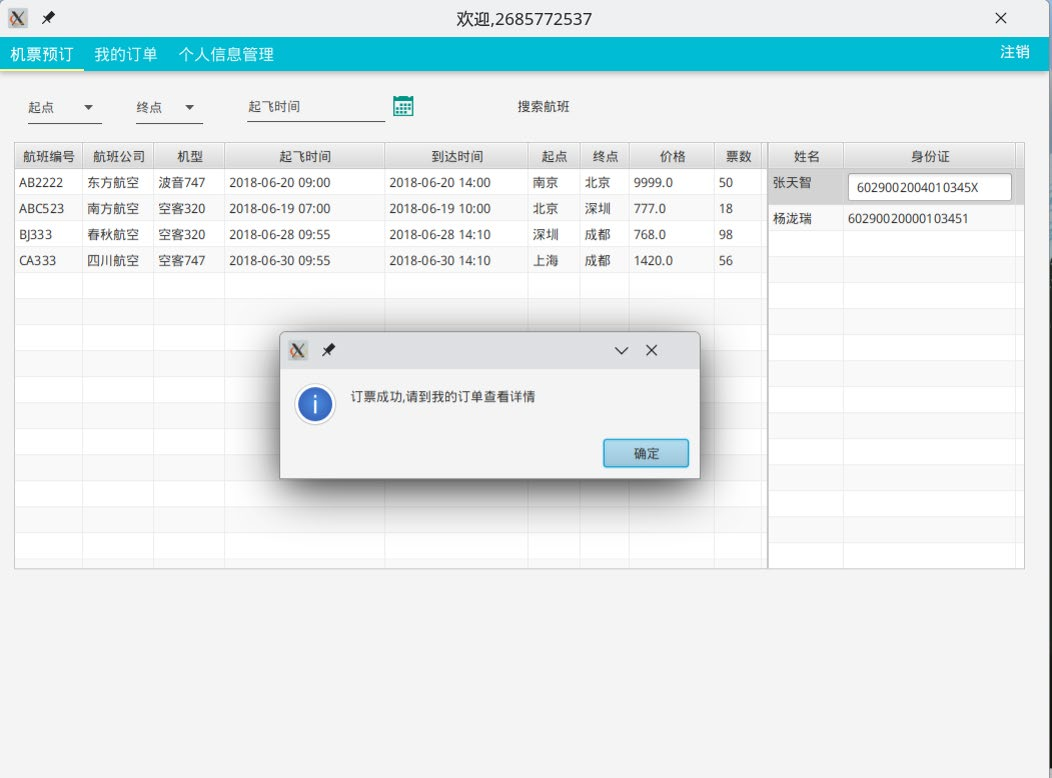 欢迎,2685772537
机票预订 我的订单 个人信息管理 注销
起点 终点 起飞时间 搜索航班
航班编号 航班公司 机型 起飞时间 到达时间 起点 终点 价格 票数 姓名 身份证
AB2222 东方航空 波音747 2018-06-20 09:00 2018-06-20 14:00 南京 北京 9999.0 50 张天智 6029002004010345X
ABC523 南方航空 空客320 2018-06-19 07:00 2018-06-19 10:00 北京 深圳 777.0 18 杨泷瑞 60290020000103451
BJ333 春秋航空 空客320 2018-06-28 09:55 2018-06-28 14:10 深圳 成都 768.0 98
CA333 四川航空 空客747 2018-06-30 09:55 2018-06-30 14:10 上海 成都 1420.0 56
订票成功,请到我的订单查看详情
确定